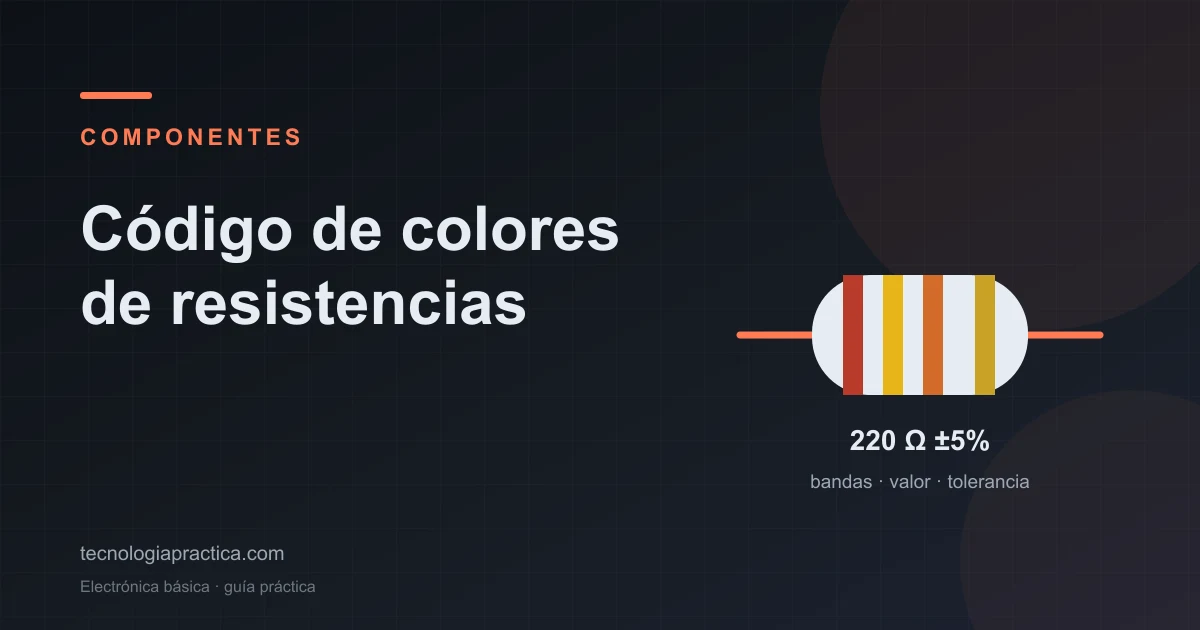 COMPONENTES
Código de colores
de resistencias
220 Ω ±5%
bandas · valor · tolerancia
tecnologiapractica.com
Electrónica básica · guía práctica